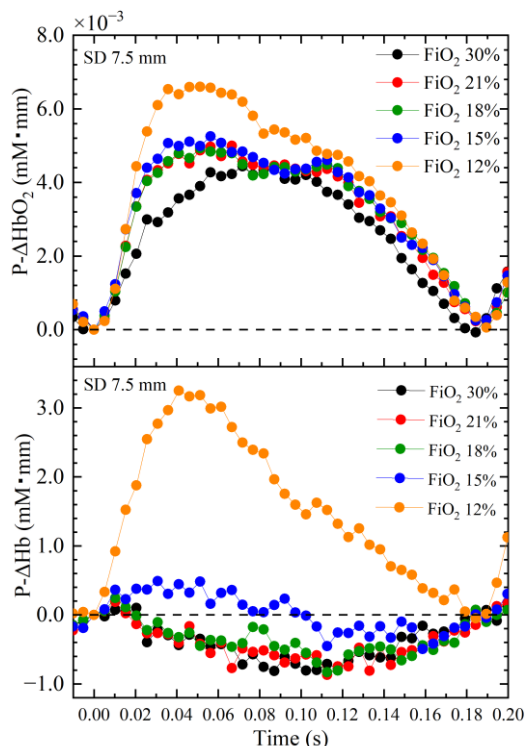 ×10⁻³
8.0
SD 7.5 mm
FiO₂ 30%
FiO₂ 21%
FiO₂ 18%
FiO₂ 15%
FiO₂ 12%
6.0
4.0
2.0
0.0
P-ΔHbO₂ (mM·mm)
SD 7.5 mm
FiO₂ 30%
FiO₂ 21%
FiO₂ 18%
FiO₂ 15%
FiO₂ 12%
3.0
2.0
1.0
0.0
−1.0
P-ΔHb (mM·mm)
0.00 0.02 0.04 0.06 0.08 0.10 0.12 0.14 0.16 0.18 0.20
Time (s)